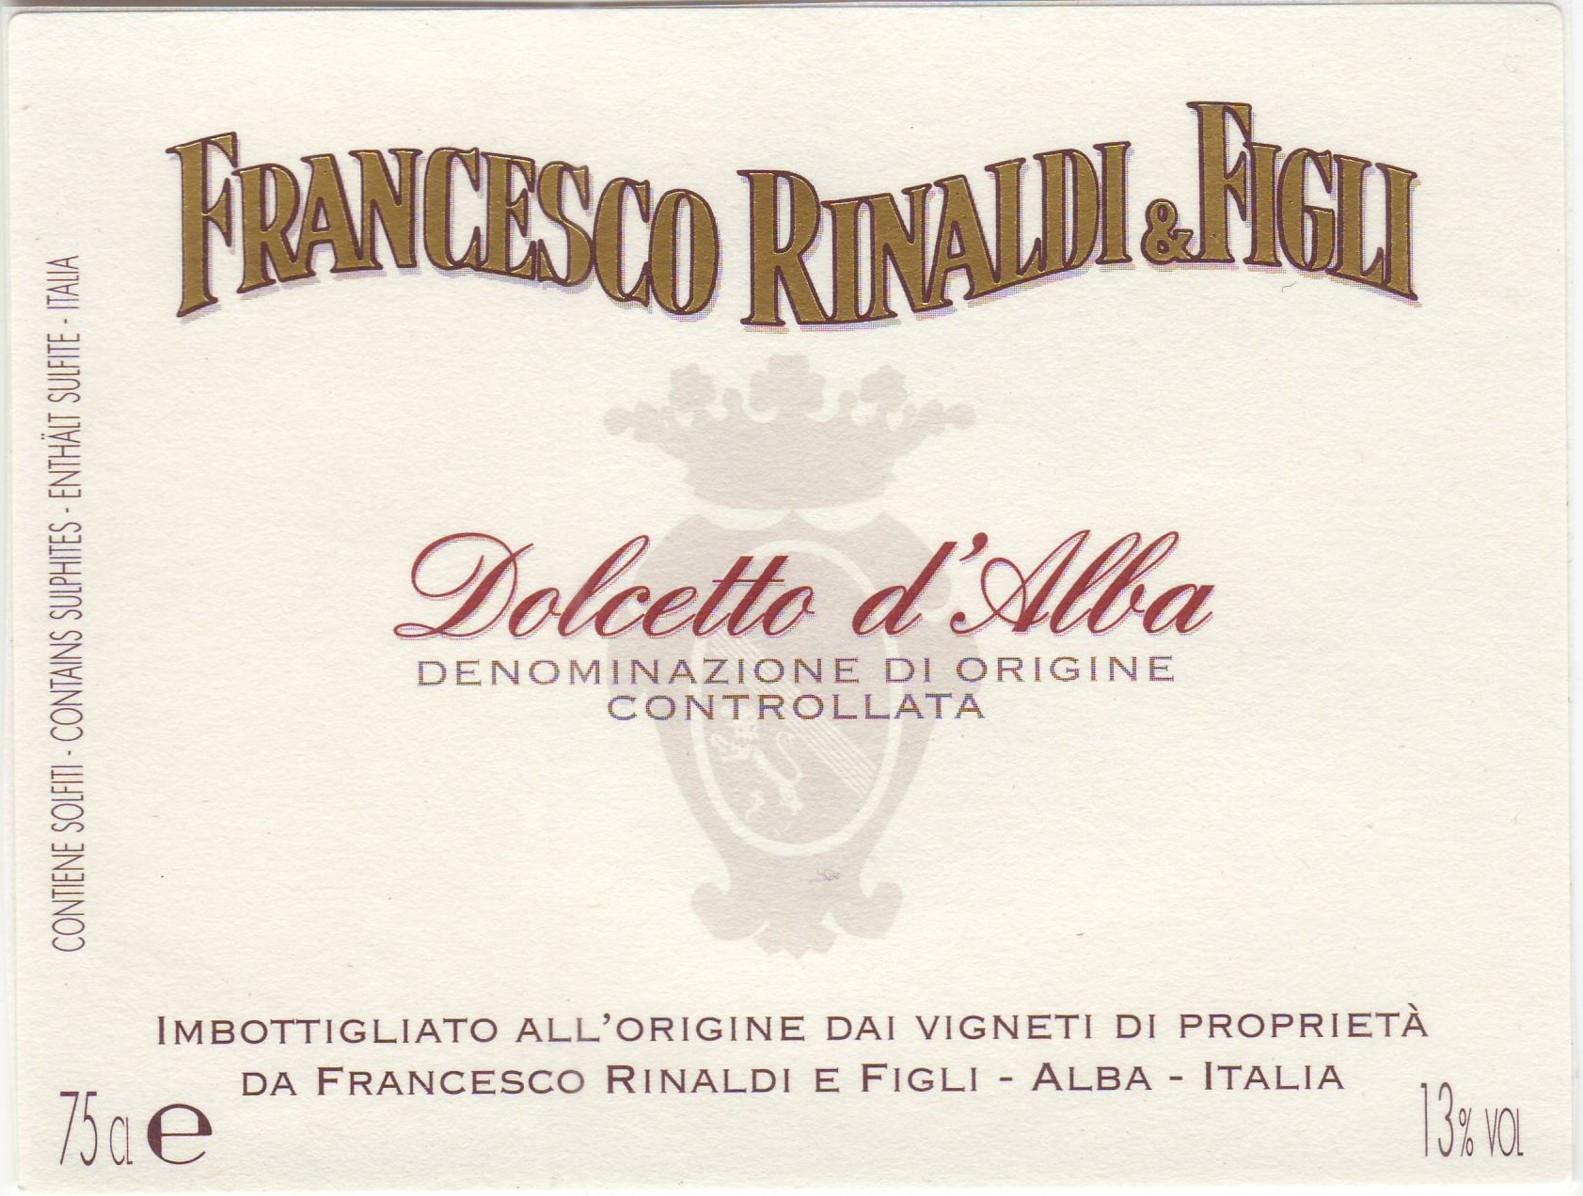 FRANCESCO RINALDI & FIGLI
Dolcetto d'Alba
DENOMINAZIONE DI ORIGINE
CONTROLLATA
CONTIENE SOLFITI - CONTAINS SULPHITES - ENTHÄLT SULFITE - ITALIA
IMBOTTIGLIATO ALL'ORIGINE DAI VIGNETI DI PROPRIETÀ
DA FRANCESCO RINALDI E FIGLI - ALBA - ITALIA
75 cl e
13% VOL